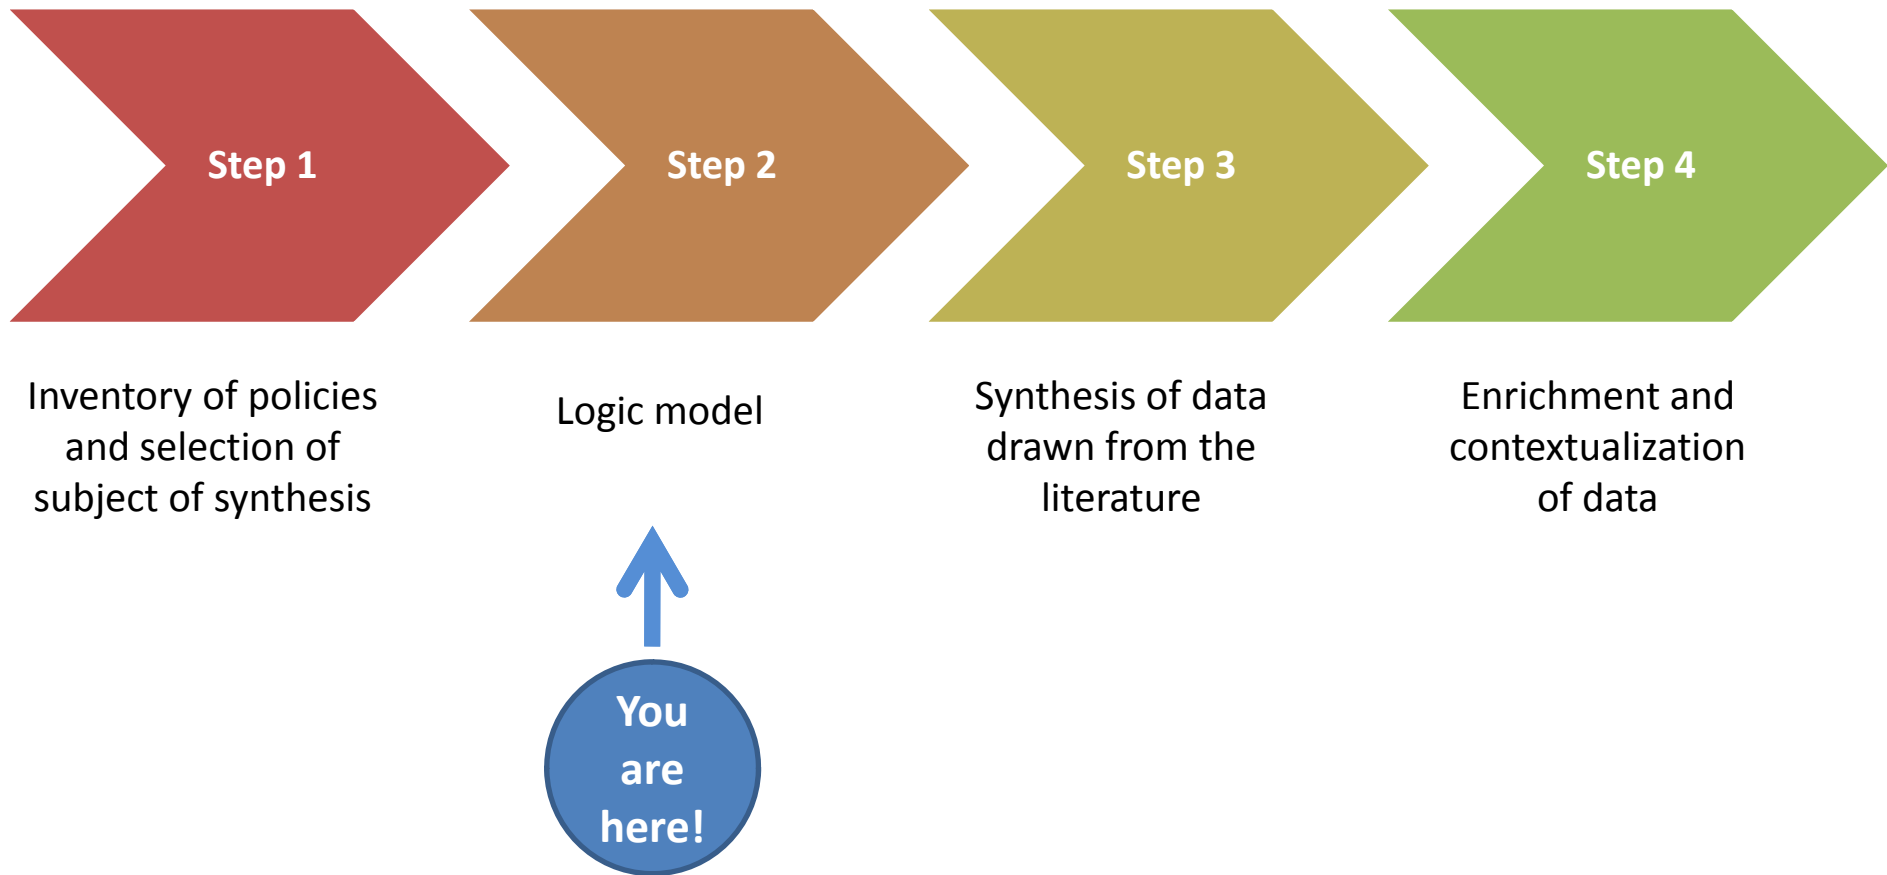 Step 1
Step 2
Step 3
Step 4
Inventory of policies
and selection of
subject of synthesis
Logic model
Synthesis of data
drawn from the
literature
Enrichment and
contextualization
of data
You
are
here!